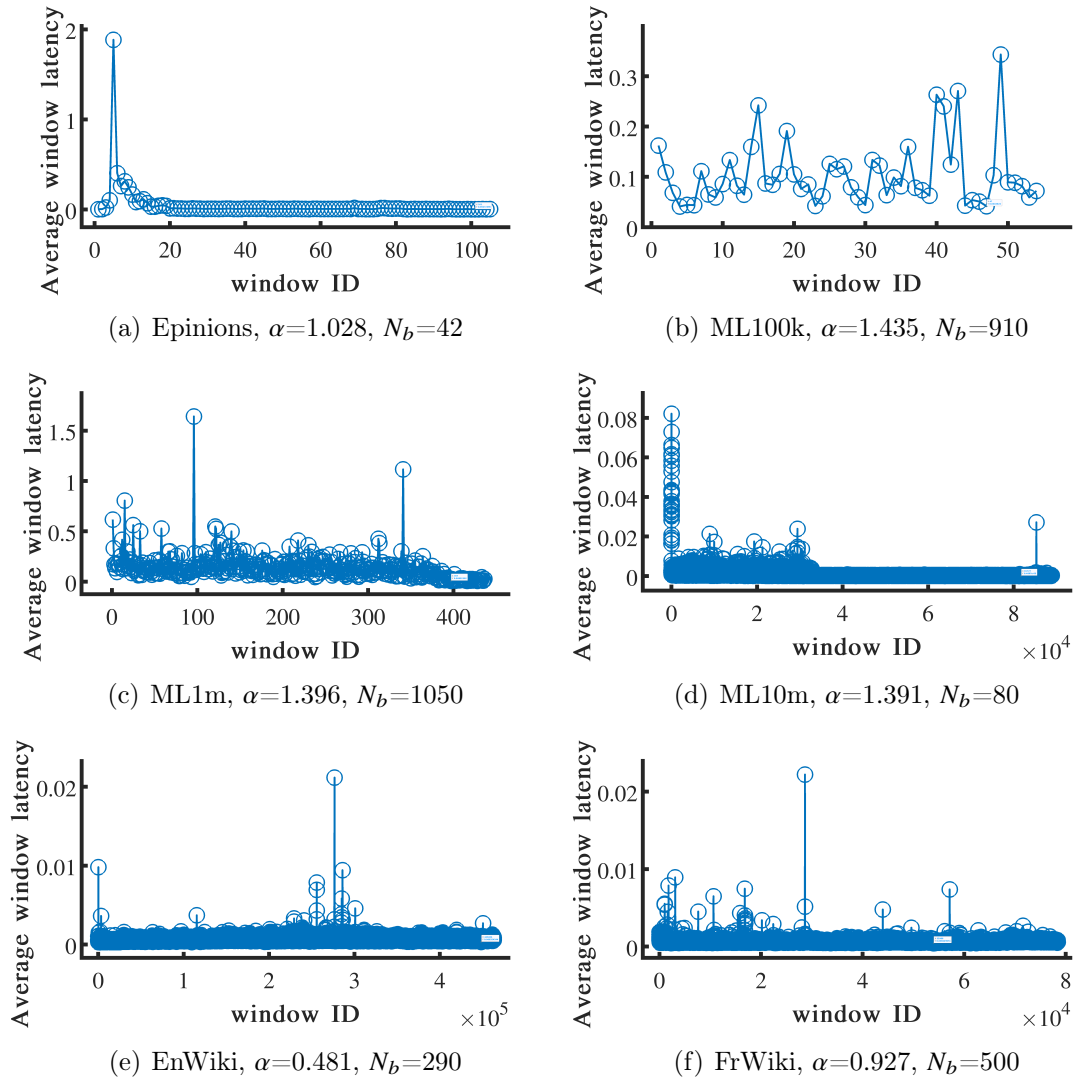 Average window latency
2
1
0
0 20 40 60 80 100
window ID
(a) Epinions, α=1.028, N_b=42
Average window latency
0.3
0.2
0.1
0
0 10 20 30 40 50
window ID
(b) ML100k, α=1.435, N_b=910
Average window latency
1.5
1
0.5
0
0 100 200 300 400
window ID
(c) ML1m, α=1.396, N_b=1050
Average window latency
0.08
0.06
0.04
0.02
0
0 2 4 6 8
×10^4
window ID
(d) ML10m, α=1.391, N_b=80
Average window latency
0.02
0.01
0
0 1 2 3 4
×10^5
window ID
(e) EnWiki, α=0.481, N_b=290
Average window latency
0.02
0.01
0
0 2 4 6 8
×10^4
window ID
(f) FrWiki, α=0.927, N_b=500